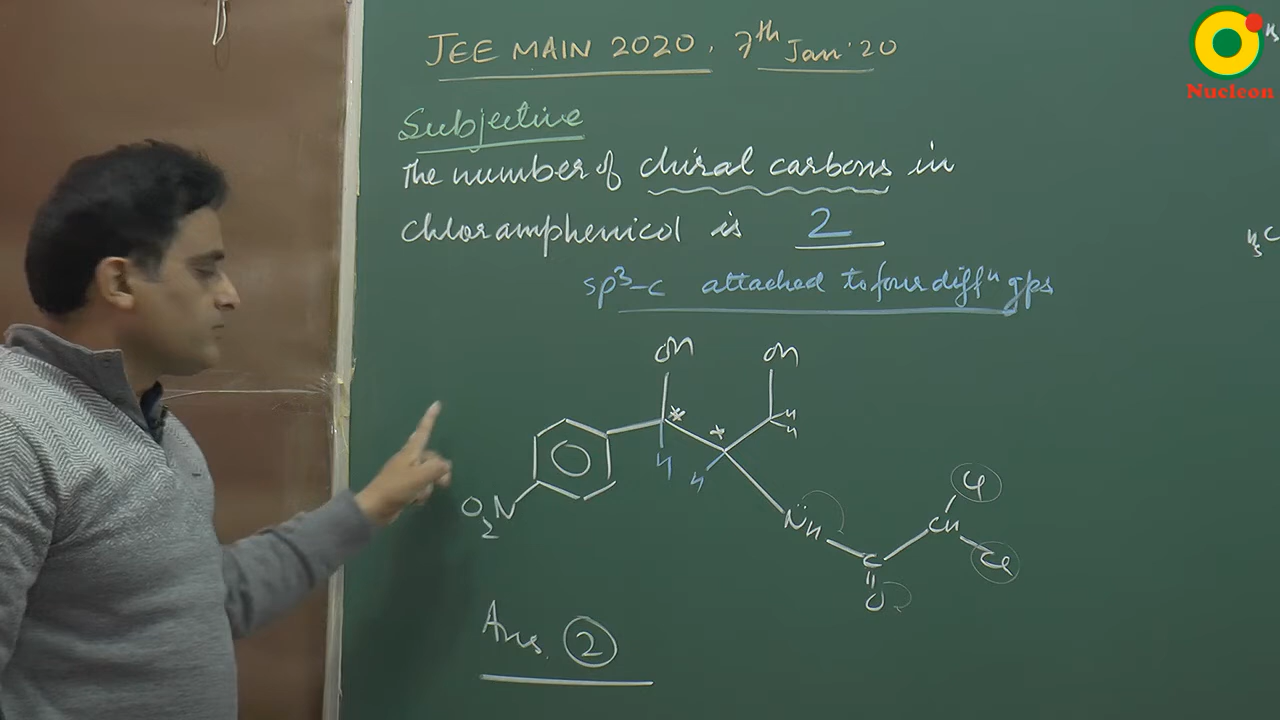 JEE MAIN 2020, 7th Jan'20
Nucleon
Subjective
The number of chiral carbons in
chloramphenicol is 2
sp3-c attached to four diffn gps
OH OH
* H
* H
H H
O2N
N̈H
C
O
CH
Cl
Cl
Ans. 2